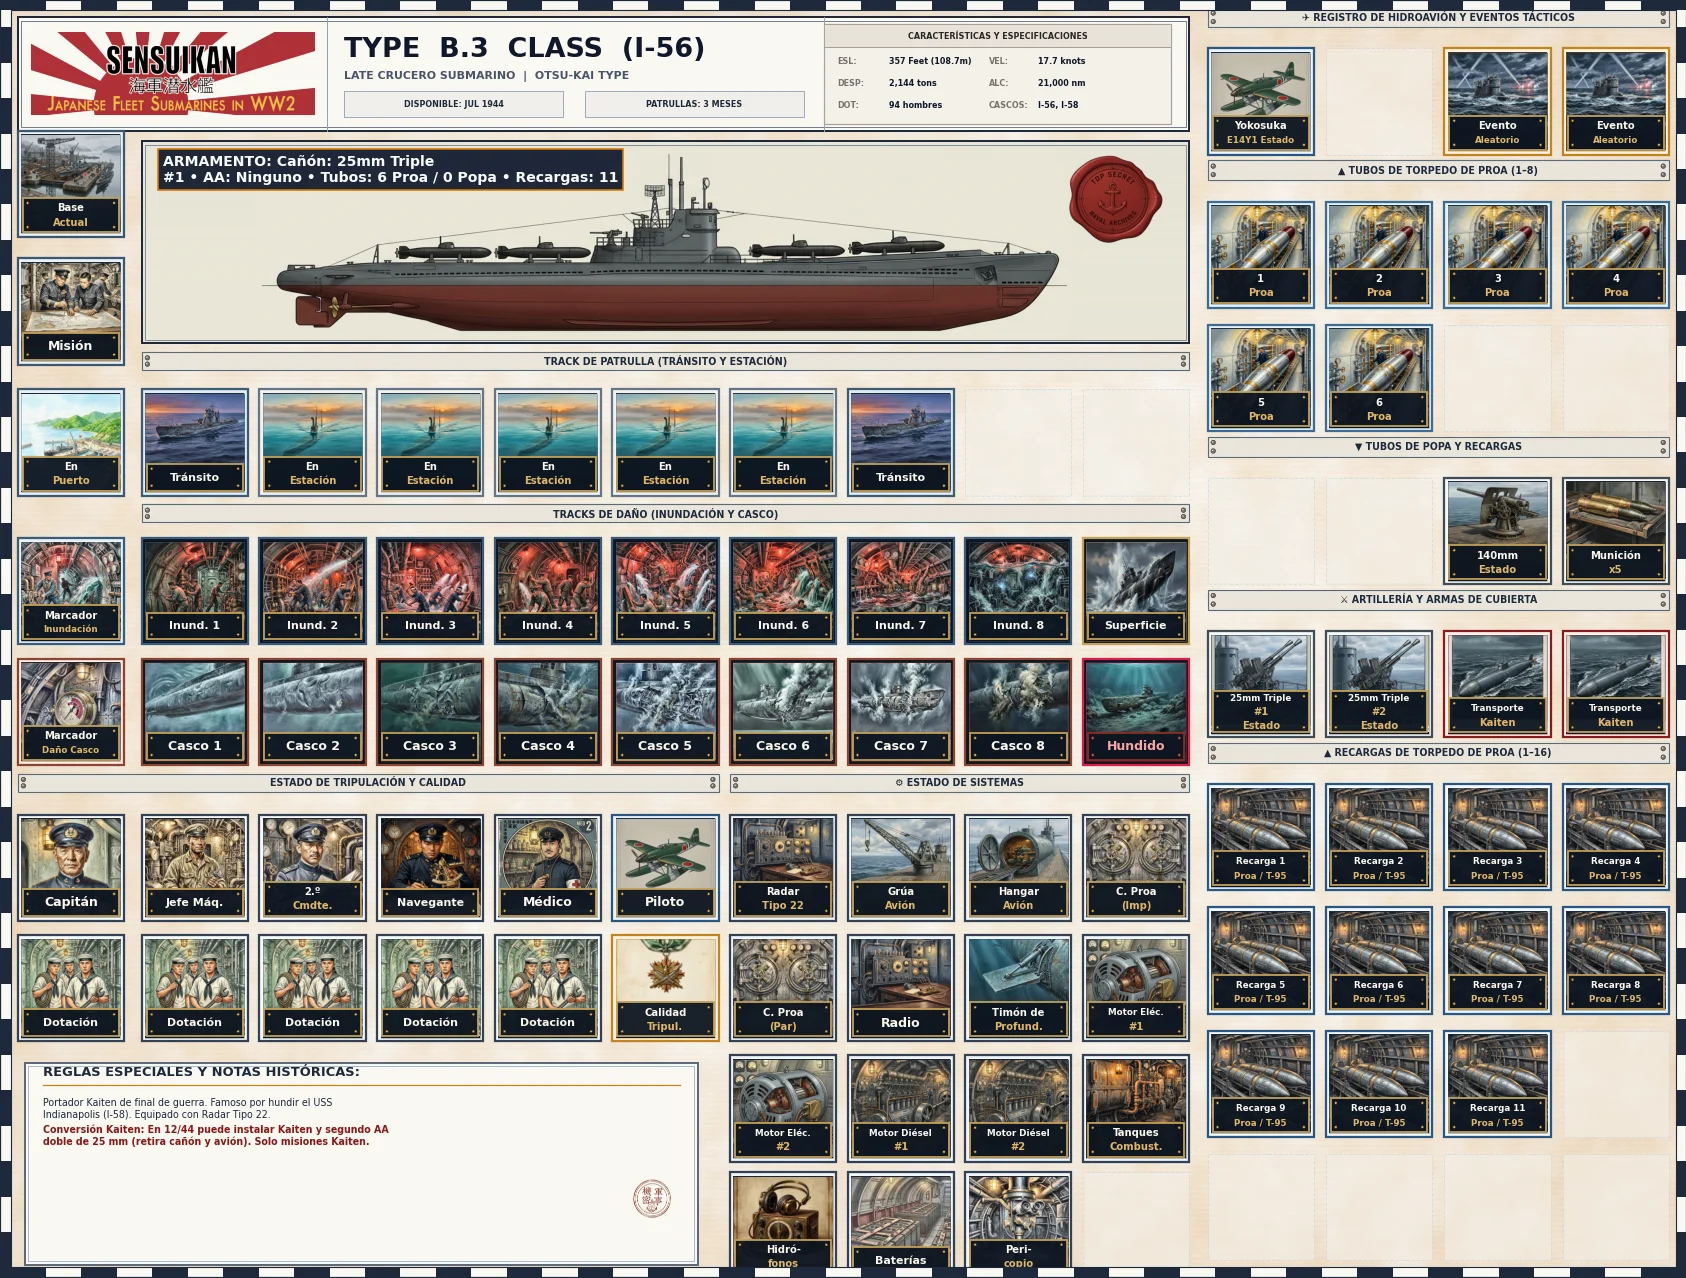 SENSUIKAN
海軍潜水艦
JAPANESE FLEET SUBMARINES IN WW2
TYPE B.3 CLASS (I-56)
LATE CRUCERO SUBMARINO | OTSU-KAI TYPE
DISPONIBLE: JUL 1944
PATRULLAS: 3 MESES
CARACTERÍSTICAS Y ESPECIFICACIONES
ESL: 357 Feet (108.7m) VEL: 17.7 knots
DESP: 2,144 tons ALC: 21,000 nm
DOT: 94 hombres CASCOS: I-56, I-58
Base
Actual
Misión
ARMAMENTO: Cañón: 25mm Triple
#1 • AA: Ninguno • Tubos: 6 Proa / 0 Popa • Recargas: 11
TOP SECRET
NAVAL ARCHIVES
TRACK DE PATRULLA (TRÁNSITO Y ESTACIÓN)
En
Puerto
Tránsito
En
Estación
En
Estación
En
Estación
En
Estación
En
Estación
Tránsito
TRACKS DE DAÑO (INUNDACIÓN Y CASCO)
Marcador
Inundación
Inund. 1
Inund. 2
Inund. 3
Inund. 4
Inund. 5
Inund. 6
Inund. 7
Inund. 8
Superficie
Marcador
Daño Casco
Casco 1
Casco 2
Casco 3
Casco 4
Casco 5
Casco 6
Casco 7
Casco 8
Hundido
ESTADO DE TRIPULACIÓN Y CALIDAD
Capitán
Jefe Máq.
2.º
Cmdte.
Navegante
Médico
Piloto
Dotación
Dotación
Dotación
Dotación
Dotación
Calidad
Tripul.
⚙ ESTADO DE SISTEMAS
Radar
Tipo 22
Grúa
Avión
Hangar
Avión
C. Proa
(Imp)
C. Proa
(Par)
Radio
Timón de
Profund.
Motor Eléc.
#1
Motor Eléc.
#2
Motor Diésel
#1
Motor Diésel
#2
Tanques
Combust.
Hidró-
fonos
Baterías
Peri-
copio
REGLAS ESPECIALES Y NOTAS HISTÓRICAS:
Portador Kaiten de final de guerra. Famoso por hundir el USS
Indianapolis (I-58). Equipado con Radar Tipo 22.
Conversión Kaiten: En 12/44 puede instalar Kaiten y segundo AA
doble de 25 mm (retira cañón y avión). Solo misiones Kaiten.
✈ REGISTRO DE HIDROAVIÓN Y EVENTOS TÁCTICOS
Yokosuka
E14Y1 Estado
Evento
Aleatorio
Evento
Aleatorio
▲ TUBOS DE TORPEDO DE PROA (1–8)
1
Proa
2
Proa
3
Proa
4
Proa
5
Proa
6
Proa
▼ TUBOS DE POPA Y RECARGAS
140mm
Estado
Munición
x5
⚔ ARTILLERÍA Y ARMAS DE CUBIERTA
25mm Triple
#1
Estado
25mm Triple
#2
Estado
Transporte
Kaiten
Transporte
Kaiten
▲ RECARGAS DE TORPEDO DE PROA (1–16)
Recarga 1
Proa / T-95
Recarga 2
Proa / T-95
Recarga 3
Proa / T-95
Recarga 4
Proa / T-95
Recarga 5
Proa / T-95
Recarga 6
Proa / T-95
Recarga 7
Proa / T-95
Recarga 8
Proa / T-95
Recarga 9
Proa / T-95
Recarga 10
Proa / T-95
Recarga 11
Proa / T-95